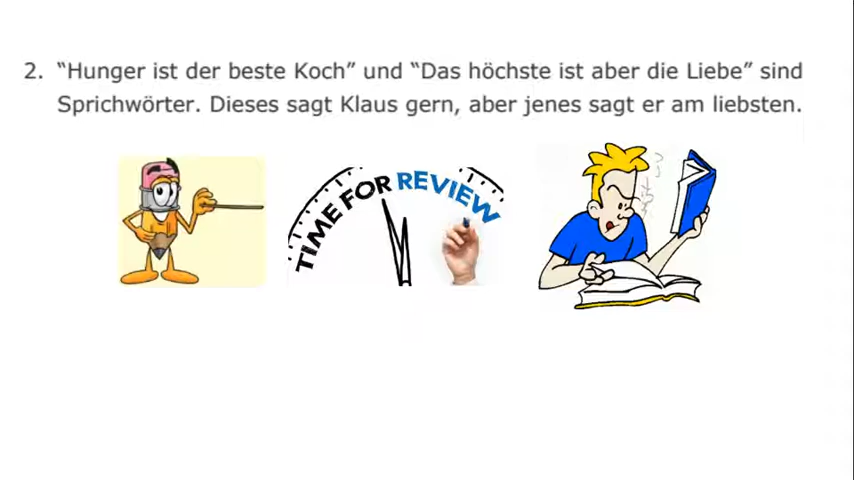 2. “Hunger ist der beste Koch” und “Das höchste ist aber die Liebe” sind
Sprichwörter. Dieses sagt Klaus gern, aber jenes sagt er am liebsten.
TIME FOR REVIEW